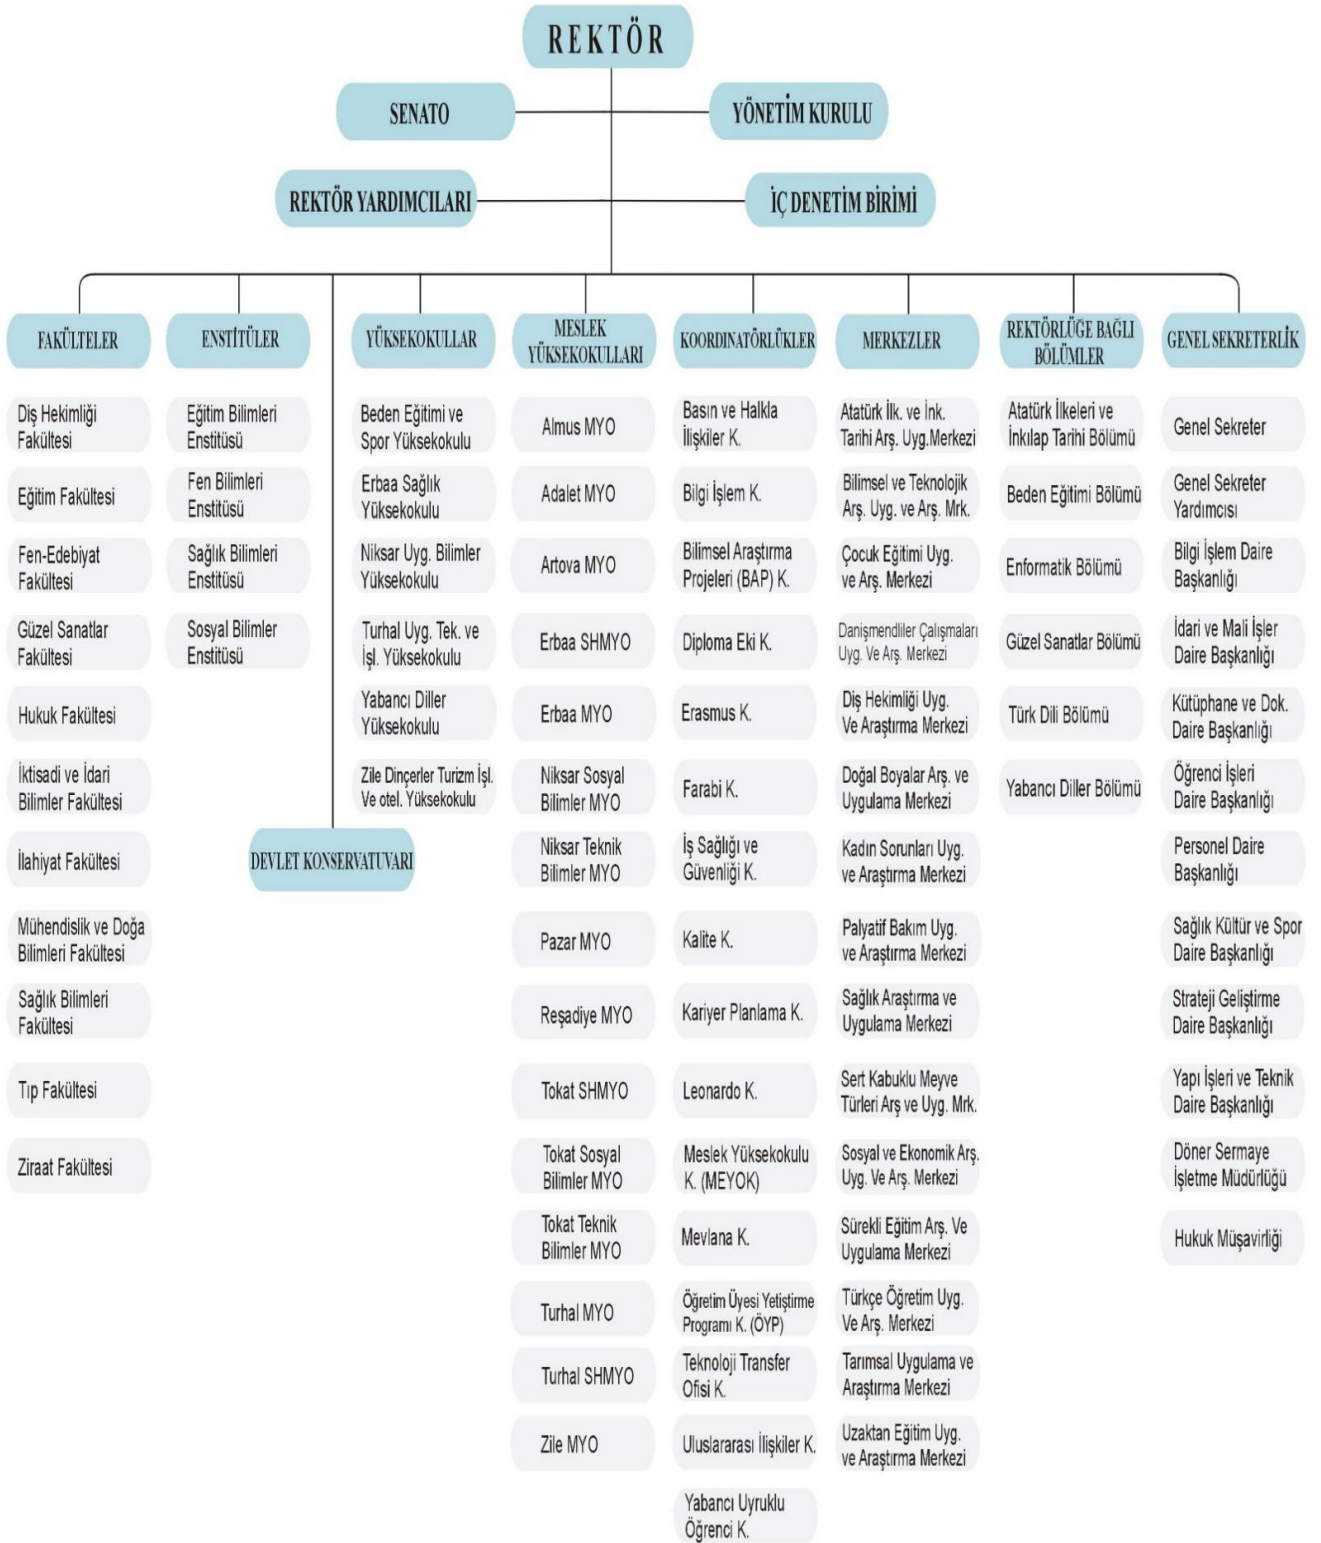 REKTÖR
SENATO
YÖNETİM KURULU
REKTÖR YARDIMCILARI
İÇ DENETİM BİRİMİ
FAKÜLTELER
Diş Hekimliği
Fakültesi
Eğitim Fakültesi
Fen-Edebiyat
Fakültesi
Güzel Sanatlar
Fakültesi
Hukuk Fakültesi
İktisadi ve İdari
Bilimler Fakültesi
İlahiyat Fakültesi
Mühendislik ve Doğa
Bilimleri Fakültesi
Sağlık Bilimleri
Fakültesi
Tıp Fakültesi
Ziraat Fakültesi
ENSTİTÜLER
Eğitim Bilimleri
Enstitüsü
Fen Bilimleri
Enstitüsü
Sağlık Bilimleri
Enstitüsü
Sosyal Bilimler
Enstitüsü
DEVLET KONSERVATUVARI
YÜKSEKOKULLAR
Beden Eğitimi ve
Spor Yüksekokulu
Erbaa Sağlık
Yüksekokulu
Niksar Uyg. Bilimler
Yüksekokulu
Turhal Uyg. Tek. ve
İşl. Yüksekokulu
Yabancı Diller
Yüksekokulu
Zile Dinçerler Turizm İşl.
Ve otel. Yüksekokulu
MESLEK
YÜKSEKOKULLARI
Almus MYO
Adalet MYO
Artova MYO
Erbaa SHMYO
Erbaa MYO
Niksar Sosyal
Bilimler MYO
Niksar Teknik
Bilimler MYO
Pazar MYO
Reşadiye MYO
Tokat SHMYO
Tokat Sosyal
Bilimler MYO
Tokat Teknik
Bilimler MYO
Turhal MYO
Turhal SHMYO
Zile MYO
KOORDINATÖRLÜKLER
Basın ve Halkla
İlişkiler K.
Bilgi İşlem K.
Bilimsel Araştırma
Projeleri (BAP) K.
Diploma Eki K.
Erasmus K.
Farabi K.
İş Sağlığı ve
Güvenliği K.
Kalite K.
Kariyer Planlama K.
Leonardo K.
Meslek Yüksekokulu
K. (MEYOK)
Mevlana K.
Öğretim Üyesi Yetiştirme
Programı K. (ÖYP)
Teknoloji Transfer
Ofisi K.
Uluslararası İlişkiler K.
Yabancı Uyruklu
Öğrenci K.
MERKEZLER
Atatürk İlk. ve İnk.
Tarihi Arş. Uyg.Merkezi
Bilimsel ve Teknolojik
Arş. Uyg. ve Arş. Mrk.
Çocuk Eğitimi Uyg.
ve Arş. Merkezi
Danişmendliler Çalışmaları
Uyg. Ve Arş. Merkezi
Diş Hekimliği Uyg.
Ve Araştırma Merkezi
Doğal Boyalar Arş. ve
Uygulama Merkezi
Kadın Sorunları Uyg.
ve Araştırma Merkezi
Palyatif Bakım Uyg.
ve Araştırma Merkezi
Sağlık Araştırma ve
Uygulama Merkezi
Sert Kabuklu Meyve
Türleri Arş ve Uyg. Mrk.
Sosyal ve Ekonomik Arş.
Uyg. Ve Arş. Merkezi
Sürekli Eğitim Arş. Ve
Uygulama Merkezi
Türkçe Öğretim Uyg.
Ve Arş. Merkezi
Tarımsal Uygulama ve
Araştırma Merkezi
Uzaktan Eğitim Uyg.
ve Araştırma Merkezi
REKTÖRLÜĞE BAĞLI
BÖLÜMLER
Atatürk İlkeleri ve
İnkılap Tarihi Bölümü
Beden Eğitimi Bölümü
Enformatik Bölümü
Güzel Sanatlar Bölümü
Türk Dili Bölümü
Yabancı Diller Bölümü
GENEL SEKRETERLİK
Genel Sekreter
Genel Sekreter
Yardımcısı
Bilgi İşlem Daire
Başkanlığı
İdari ve Mali İşler
Daire Başkanlığı
Kütüphane ve Dok.
Daire Başkanlığı
Öğrenci İşleri
Daire Başkanlığı
Personel Daire
Başkanlığı
Sağlık Kültür ve Spor
Daire Başkanlığı
Strateji Geliştirme
Daire Başkanlığı
Yapı İşleri ve Teknik
Daire Başkanlığı
Döner Sermaye
İşletme Müdürlüğü
Hukuk Müşavirliği